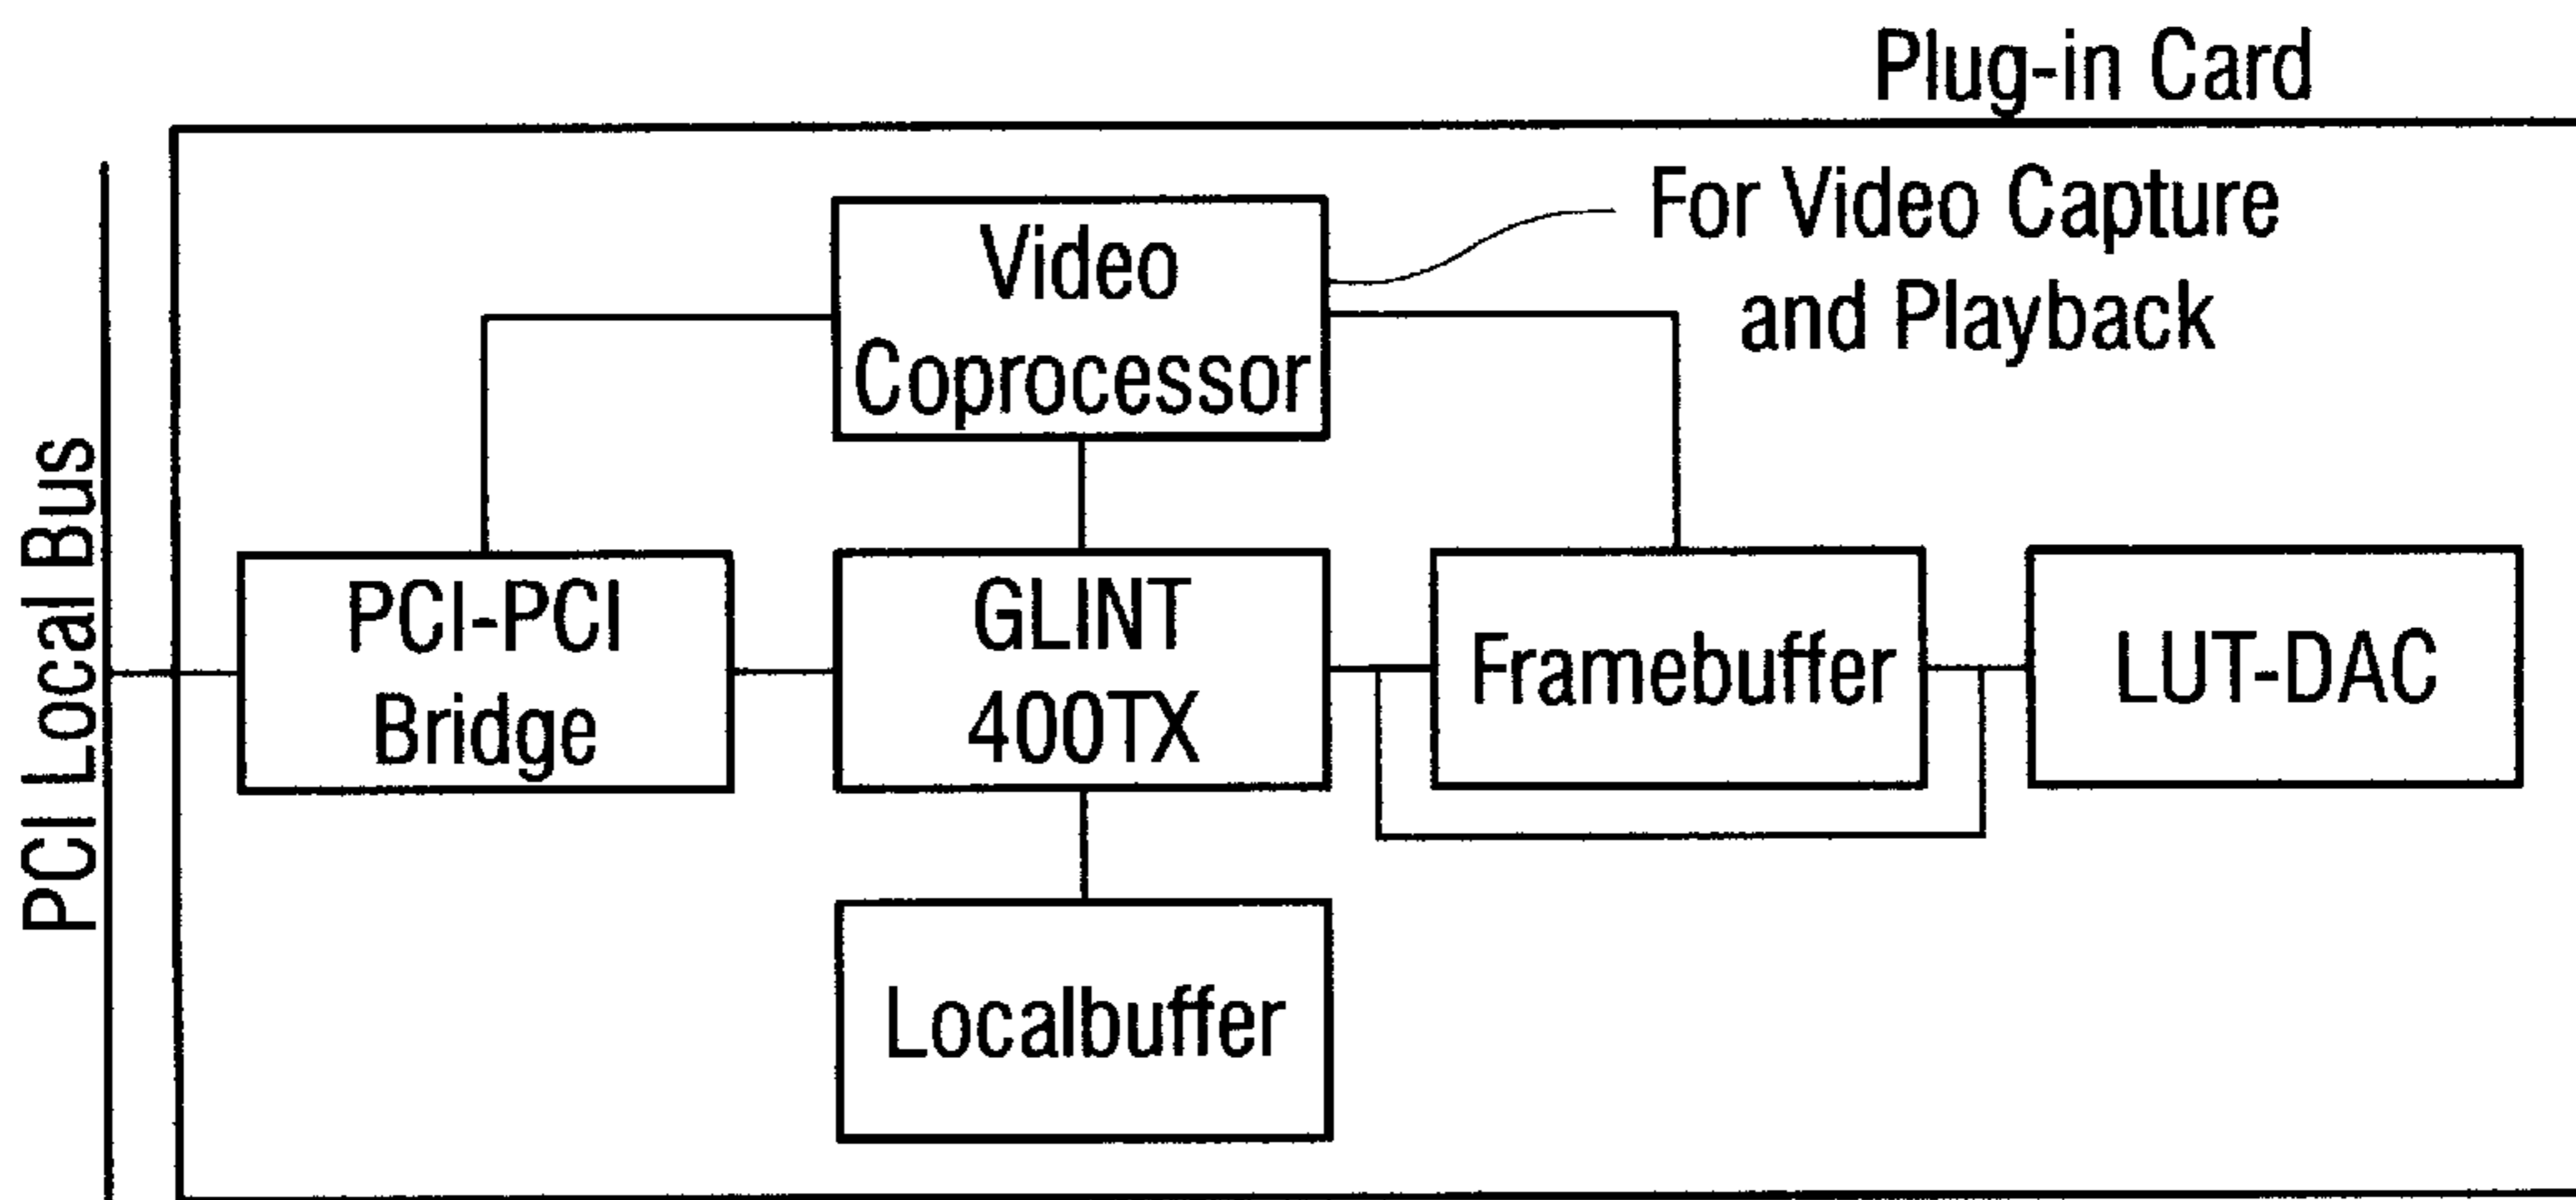 Plug-in Card
For Video Capture
and Playback
Video
Coprocessor
PCI Local Bus
PCI-PCI
Bridge
GLINT
400TX
Framebuffer
LUT-DAC
Localbuffer